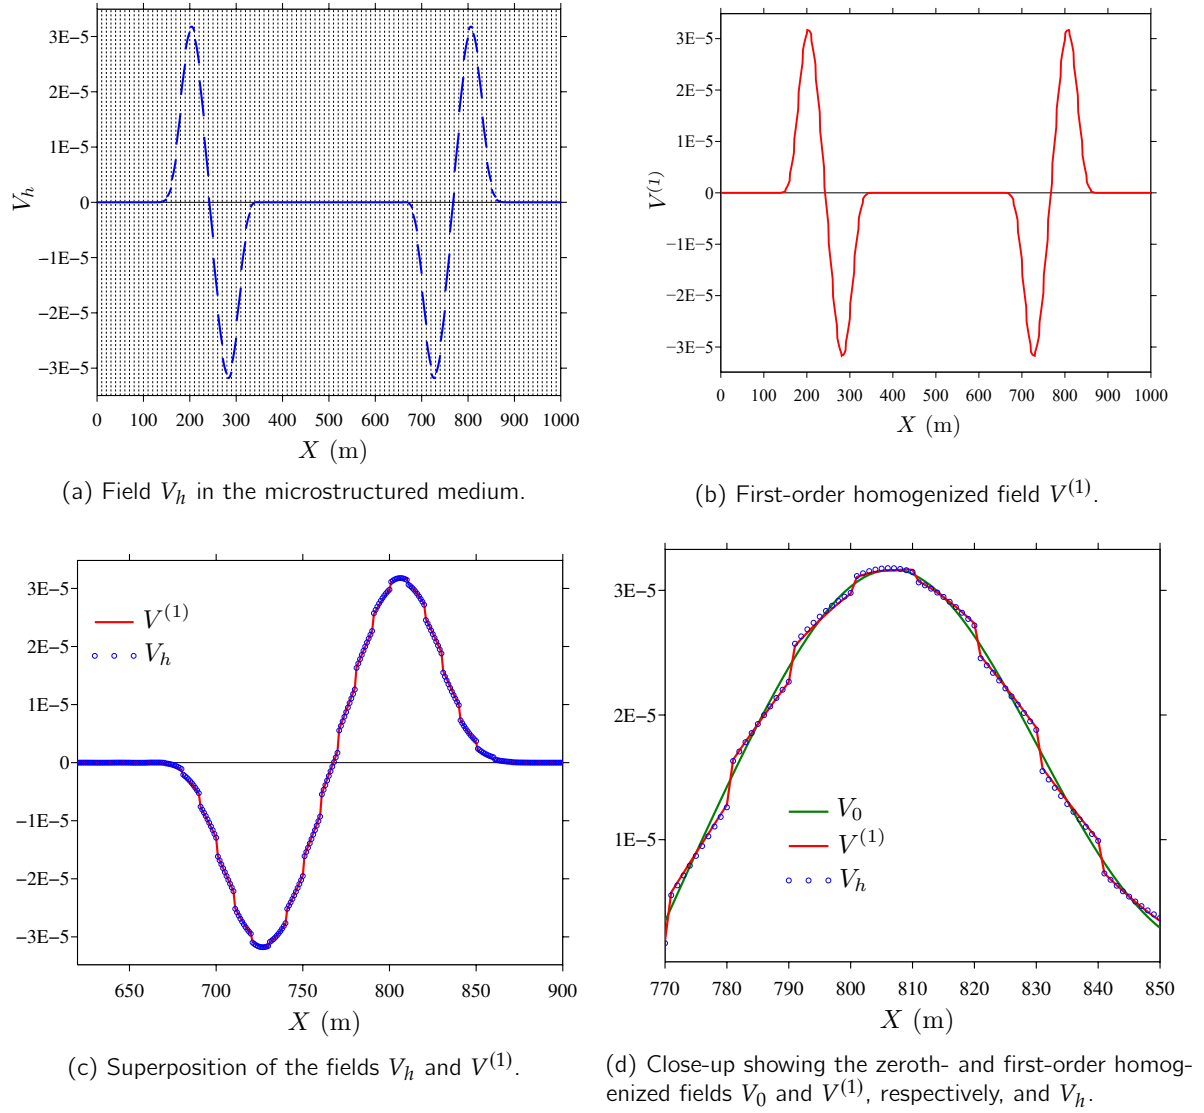 3E−5
2E−5
1E−5
0
−1E−5
−2E−5
−3E−5
V_h
0 100 200 300 400 500 600 700 800 900 1000
X (m)
(a) Field V_h in the microstructured medium.
3E−5
2E−5
1E−5
0
−1E−5
−2E−5
−3E−5
V^(1)
0 100 200 300 400 500 600 700 800 900 1000
X (m)
(b) First-order homogenized field V^(1).
3E−5
2E−5
1E−5
0
−1E−5
−2E−5
−3E−5
V^(1)
V_h
650 700 750 800 850 900
X (m)
(c) Superposition of the fields V_h and V^(1).
3E−5
2E−5
1E−5
V_0
V^(1)
V_h
770 780 790 800 810 820 830 840 850
X (m)
(d) Close-up showing the zeroth- and first-order homog-
enized fields V_0 and V^(1), respectively, and V_h.